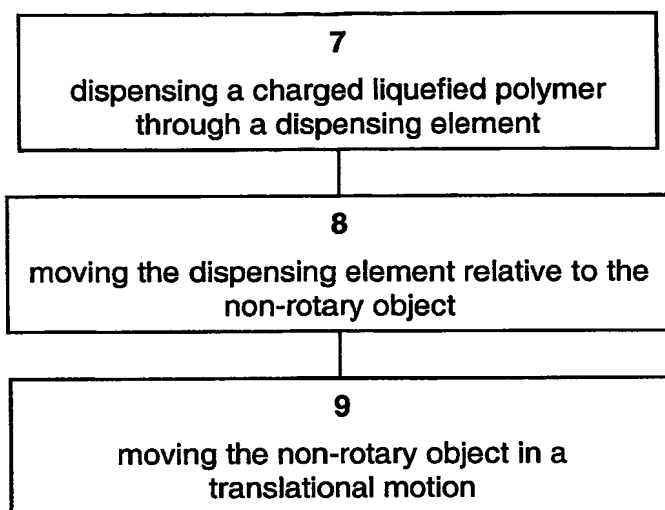 7
dispensing a charged liquefied polymer
through a dispensing element
8
moving the dispensing element relative to the
non-rotary object
9
moving the non-rotary object in a
translational motion